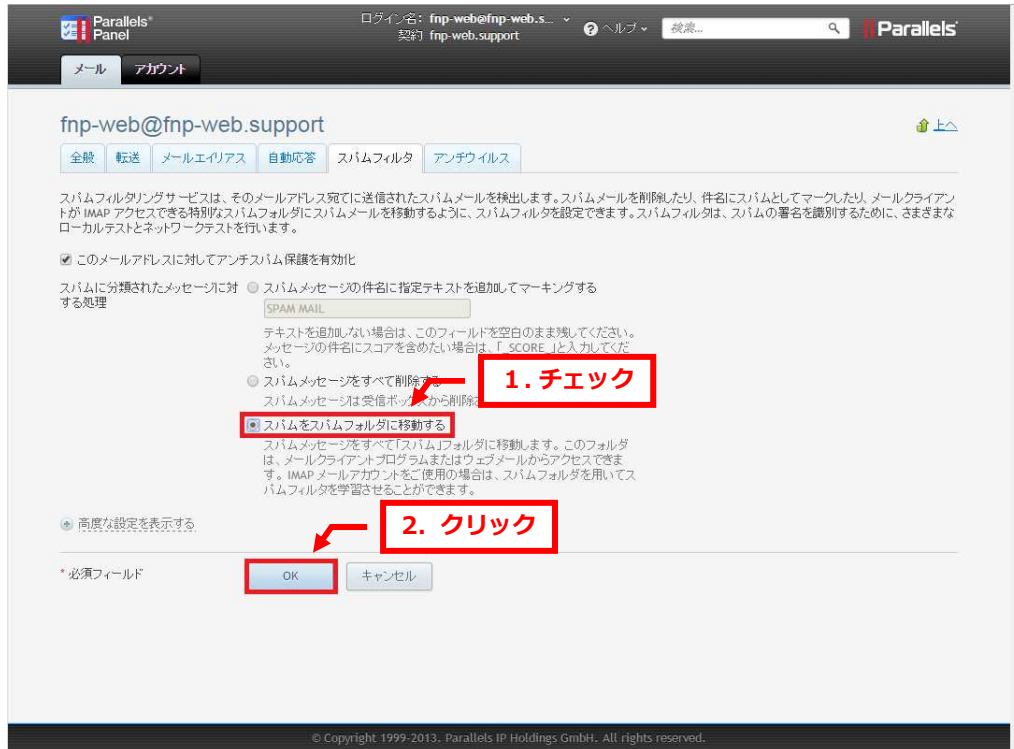 Parallels®
Panel
ログイン名: fnp-web@fnp-web.s...
契約 fnp-web.support
ヘルプ
検索...
Parallels
メール アカウント
fnp-web@fnp-web.support
上へ
全般 転送 メールエイリアス 自動応答 スパムフィルタ アンチウイルス
スパムフィルタリングサービスは、そのメールアドレス宛てに送信されたスパムメールを検出します。スパムメールを削除したり、件名にスパムとしてマークしたり、メールクライアン
トが IMAP アクセスできる特別なスパムフォルダにスパムメールを移動するように、スパムフィルタを設定できます。スパムフィルタは、スパムの署名を識別するために、さまざまな
ローカルテストとネットワークテストを行います。
このメールアドレスに対してアンチスパム保護を有効化
スパムに分類されたメッセージに対
する処理
スパムメッセージの件名に指定テキストを追加してマーキングする
SPAM MAIL
テキストを追加しない場合は、このフィールドを空白のまま残してください。
メッセージの件名にスコアを含めたい場合は、「_SCORE_」と入力してくだ
さい。
スパムメッセージをすべて削除する
スパムメッセージは受信ボックスから削除
1. チェック
スパムをスパムフォルダに移動する
スパムメッセージをすべて「スパム」フォルダに移動します。このフォルダ
は、メールクライアントプログラムまたはウェブメールからアクセスできま
す。IMAP メールアカウントをご使用の場合は、スパムフォルダを用いてス
パムフィルタを学習させることができます。
高度な設定を表示する
2. クリック
* 必須フィールド
OK
キャンセル
© Copyright 1999-2013. Parallels IP Holdings GmbH. All rights reserved.